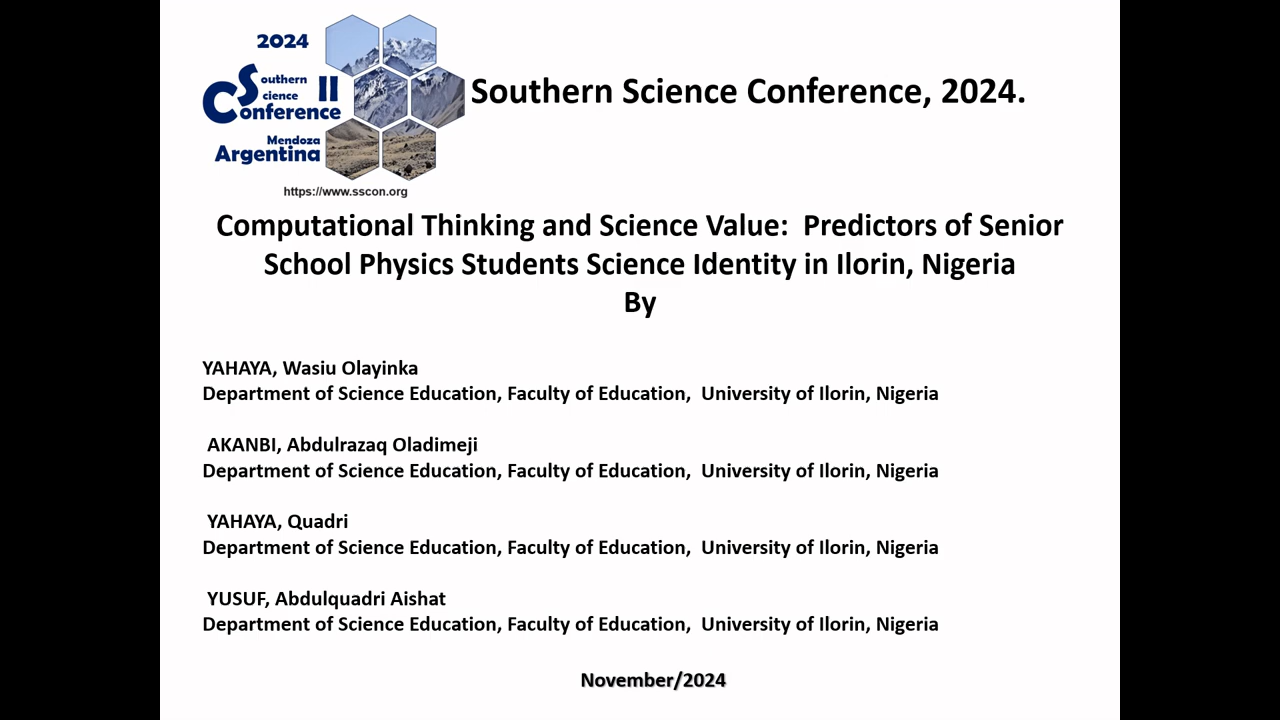 2024
Southern
Science II
Conference
Mendoza
Argentina
https://www.sscon.org
Southern Science Conference, 2024.
Computational Thinking and Science Value: Predictors of Senior
School Physics Students Science Identity in Ilorin, Nigeria
By
YAHAYA, Wasiu Olayinka
Department of Science Education, Faculty of Education, University of Ilorin, Nigeria
AKANBI, Abdulrazaq Oladimeji
Department of Science Education, Faculty of Education, University of Ilorin, Nigeria
YAHAYA, Quadri
Department of Science Education, Faculty of Education, University of Ilorin, Nigeria
YUSUF, Abdulquadri Aishat
Department of Science Education, Faculty of Education, University of Ilorin, Nigeria
November/2024